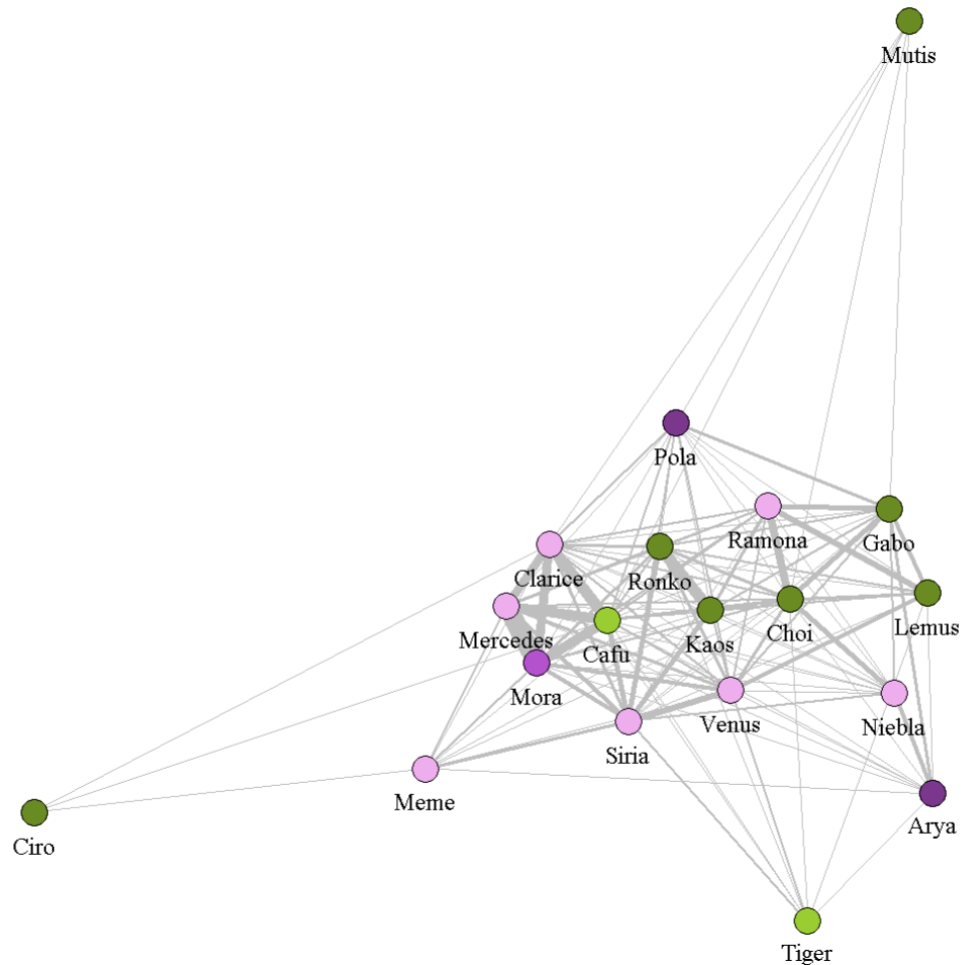 Mutis
Pola
Ramona
Gabo
Clarice
Ronko
Mercedes
Cafu
Kaos
Choi
Lemus
Mora
Siria
Venus
Niebla
Meme
Arya
Ciro
Tiger